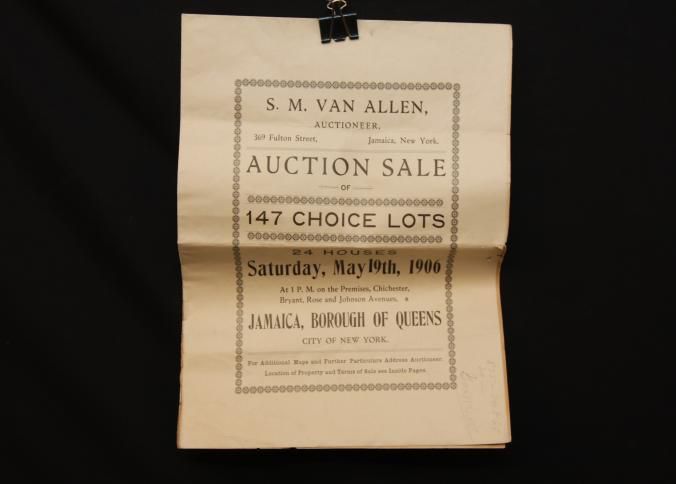 S. M. VAN ALLEN,
AUCTIONEER,
369 Fulton Street, Jamaica, New York.
AUCTION SALE
OF
147 CHOICE LOTS
24 HOUSES
Saturday, May 19th, 1906
At 1 P. M. on the Premises, Chichester,
Bryant, Rose and Johnson Avenues,
JAMAICA, BOROUGH OF QUEENS
CITY OF NEW YORK.
For Additional Maps and Further Particulars Address Auctioneer.
Location of Property and Terms of Sale see Inside Pages.